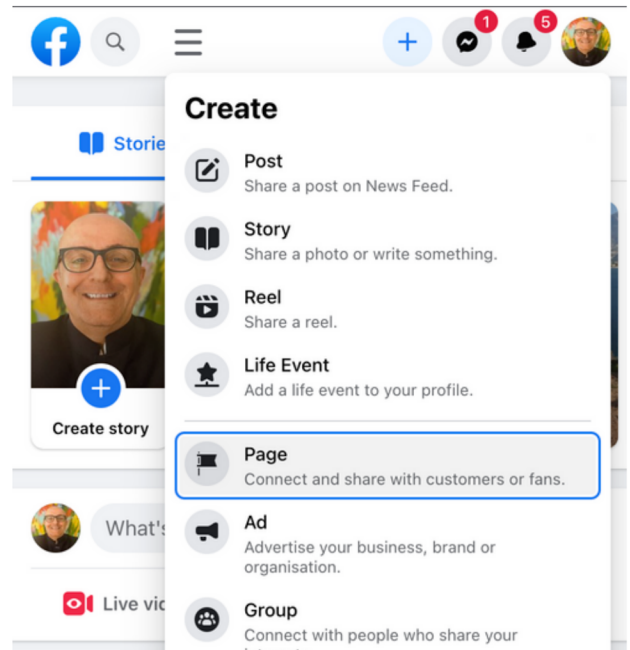 1
5
Create
Storie
Post
Share a post on News Feed.
Story
Share a photo or write something.
Reel
Share a reel.
Life Event
Add a life event to your profile.
Create story
Page
Connect and share with customers or fans.
What's
Ad
Advertise your business, brand or
organisation.
Live vid
Group
Connect with people who share your